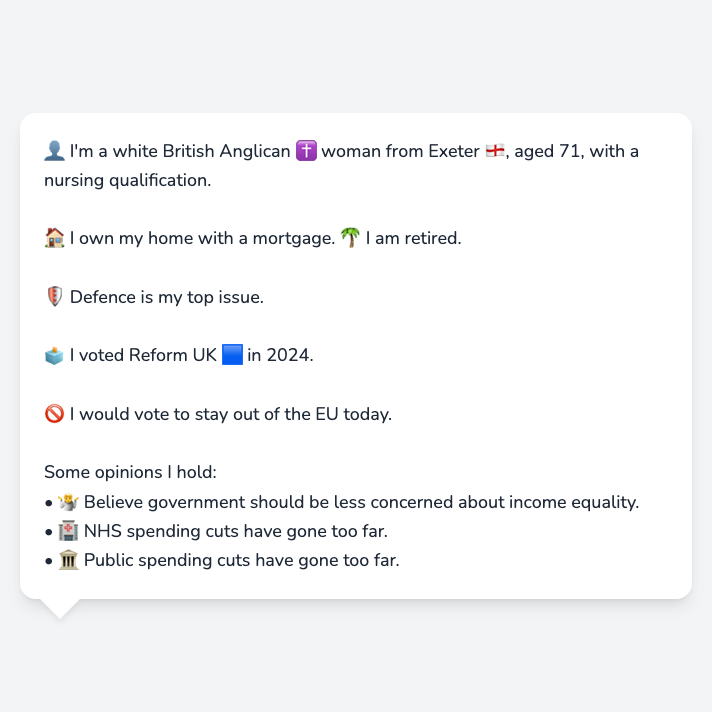 👤 I'm a white British Anglican ✝️ woman from Exeter 🏴󠁧󠁢󠁥󠁮󠁧󠁿, aged 71, with a
nursing qualification.
🏠 I own my home with a mortgage. 🌴 I am retired.
🛡️ Defence is my top issue.
🗳️ I voted Reform UK 🟦 in 2024.
🚫 I would vote to stay out of the EU today.
Some opinions I hold:
• 🤷‍♀️ Believe government should be less concerned about income equality.
• 🏥 NHS spending cuts have gone too far.
• 🏛️ Public spending cuts have gone too far.